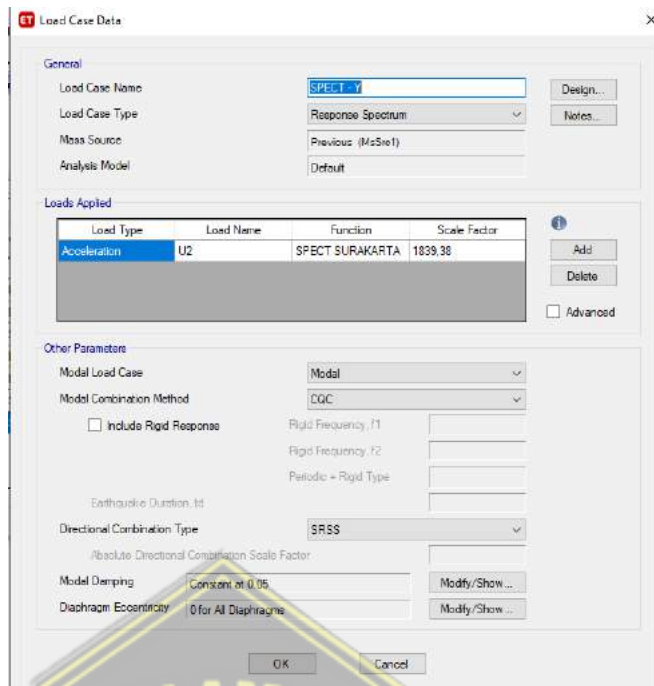 ET Load Case Data
General
Load Case Name SPECT - Y Design...
Load Case Type Response Spectrum Notes...
Mass Source Previous (MsSrc1)
Analysis Model Default
Loads Applied
Load Type Load Name Function Scale Factor
Acceleration U2 SPECT SURAKARTA 1839,38
Add
Delete
Advanced
Other Parameters
Modal Load Case Modal
Modal Combination Method CQC
Include Rigid Response Rigid Frequency, f1
Rigid Frequency, f2
Periodic + Rigid Type
Earthquake Duration, td
Directional Combination Type SRSS
Absolute Directional Combination Scale Factor
Modal Damping Constant at 0.05 Modify/Show...
Diaphragm Eccentricity 0 for All Diaphragms Modify/Show...
OK Cancel